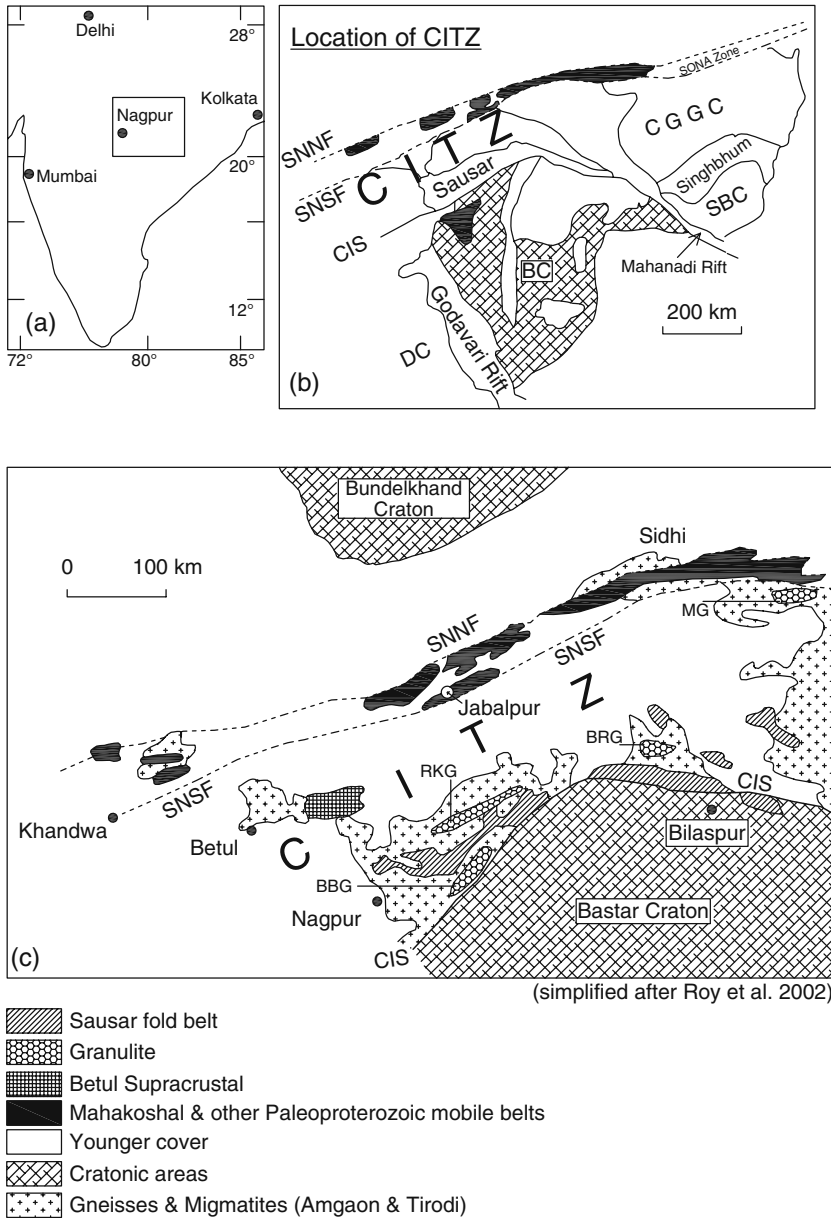 (a)
Delhi
Nagpur
Kolkata
Mumbai
28°
20°
12°
72°
80°
85°
Location of CITZ
(b)
SONA Zone
SNNF
SNSF
C I T Z
CGGC
Sausar
Singhbhum
SBC
CIS
BC
Mahanadi Rift
Godavari Rift
DC
200 km
(c)
Bundelkhand
Craton
0 100 km
Sidhi
MG
SNNF
SNSF
Jabalpur
C I T Z
BRG
RKG
CIS
SNSF
Khandwa
Betul
Bilaspur
BBG
Nagpur
Bastar Craton
CIS
(simplified after Roy et al. 2002)
Sausar fold belt
Granulite
Betul Supracrustal
Mahakoshal & other Paleoproterozoic mobile belts
Younger cover
Cratonic areas
Gneisses & Migmatites (Amgaon & Tirodi)